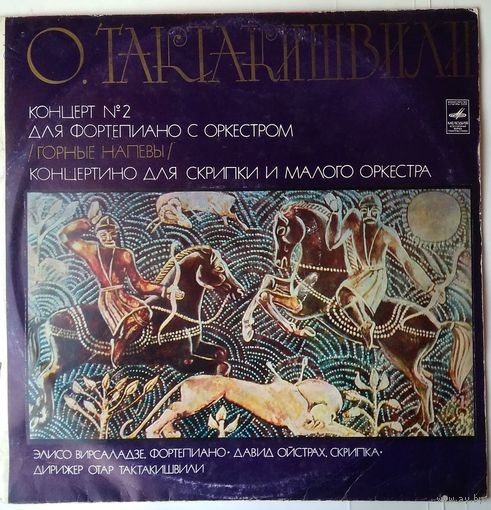 О. ТАКТАКИШВИЛИ
КОНЦЕРТ №2
ДЛЯ ФОРТЕПИАНО С ОРКЕСТРОМ
/ГОРНЫЕ НАПЕВЫ/
КОНЦЕРТИНО ДЛЯ СКРИПКИ И МАЛОГО ОРКЕСТРА
МЕЛОДИЯ
ЭЛИСО ВИРСАЛАДЗЕ, ФОРТЕПИАНО · ДАВИД ОЙСТРАХ, СКРИПКА ·
ДИРИЖЕР ОТАР ТАКТАКИШВИЛИ